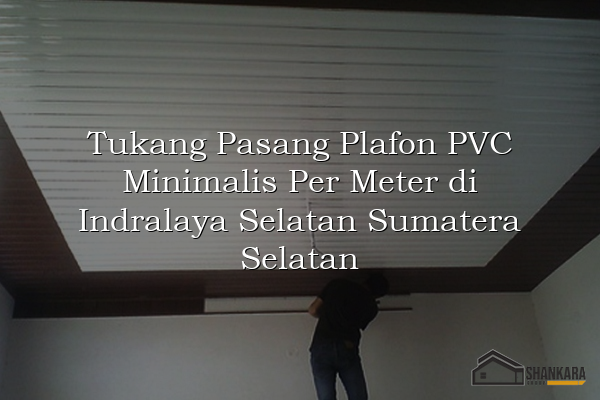 Tukang Pasang Plafon PVC
Minimalis Per Meter di
Indralaya Selatan Sumatera
Selatan
SHANKARA